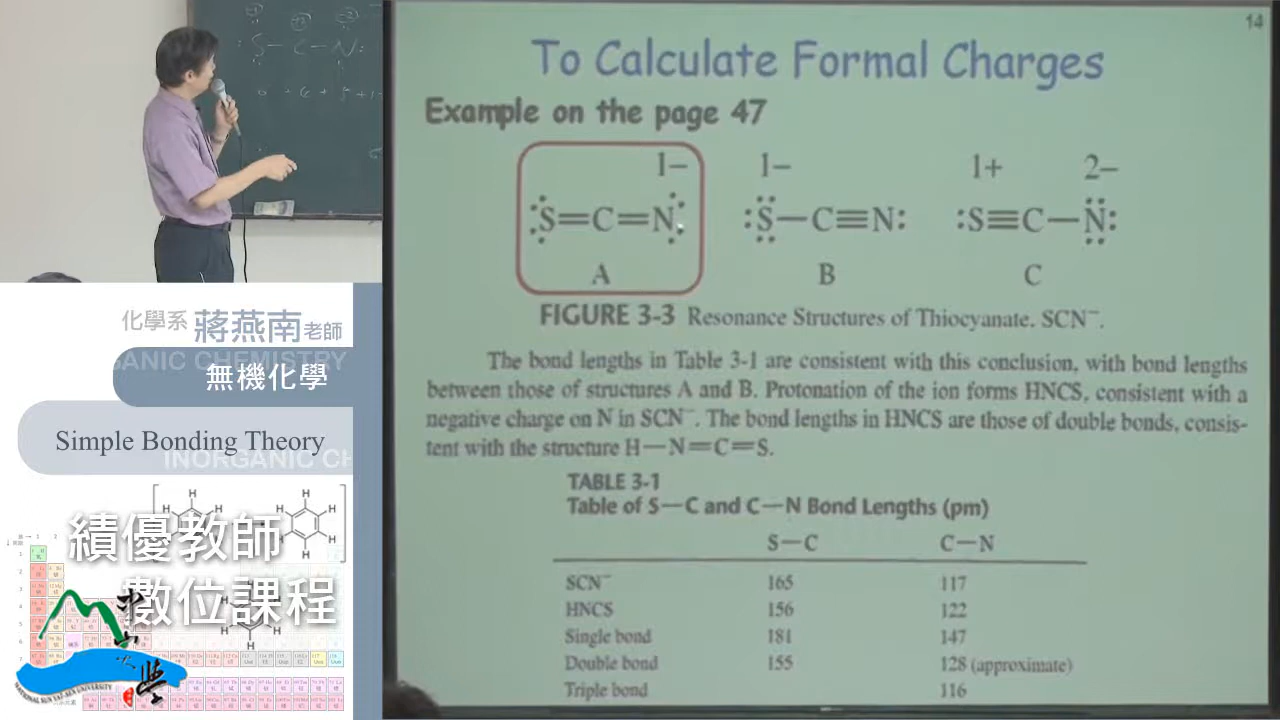 14
To Calculate Formal Charges
Example on the page 47
1− 1− 1+ 2−
:S=C=N: :S—C≡N: :S≡C—N:
A B C
FIGURE 3-3 Resonance Structures of Thiocyanate, SCN⁻.
The bond lengths in Table 3-1 are consistent with this conclusion, with bond lengths
between those of structures A and B. Protonation of the ion forms HNCS, consistent with a
negative charge on N in SCN⁻. The bond lengths in HNCS are those of double bonds, consis-
tent with the structure H—N=C=S.
TABLE 3-1
Table of S—C and C—N Bond Lengths (pm)
S—C C—N
SCN⁻ 165 117
HNCS 156 122
Single bond 181 147
Double bond 155 128 (approximate)
Triple bond 116
:S—C—N:
化學系 蔣燕南老師
GANIC CHEMISTRY
無機化學
Simple Bonding Theory
INORGANIC CH
績優教師
數位課程
NATIONAL SUN YAT-SEN UNIVERSITY